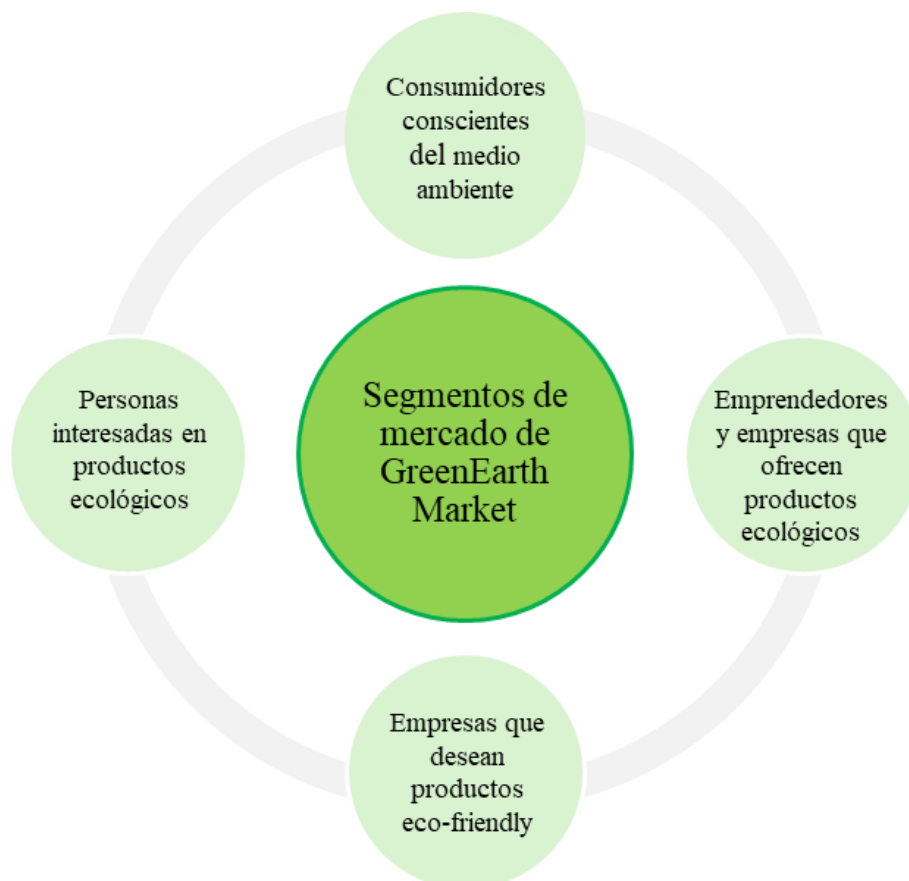 Consumidores
conscientes
del medio
ambiente
Personas
interesadas en
productos
ecológicos
Segmentos de
mercado de
GreenEarth
Market
Emprendedores
y empresas que
ofrecen
productos
ecológicos
Empresas que
desean
productos
eco-friendly